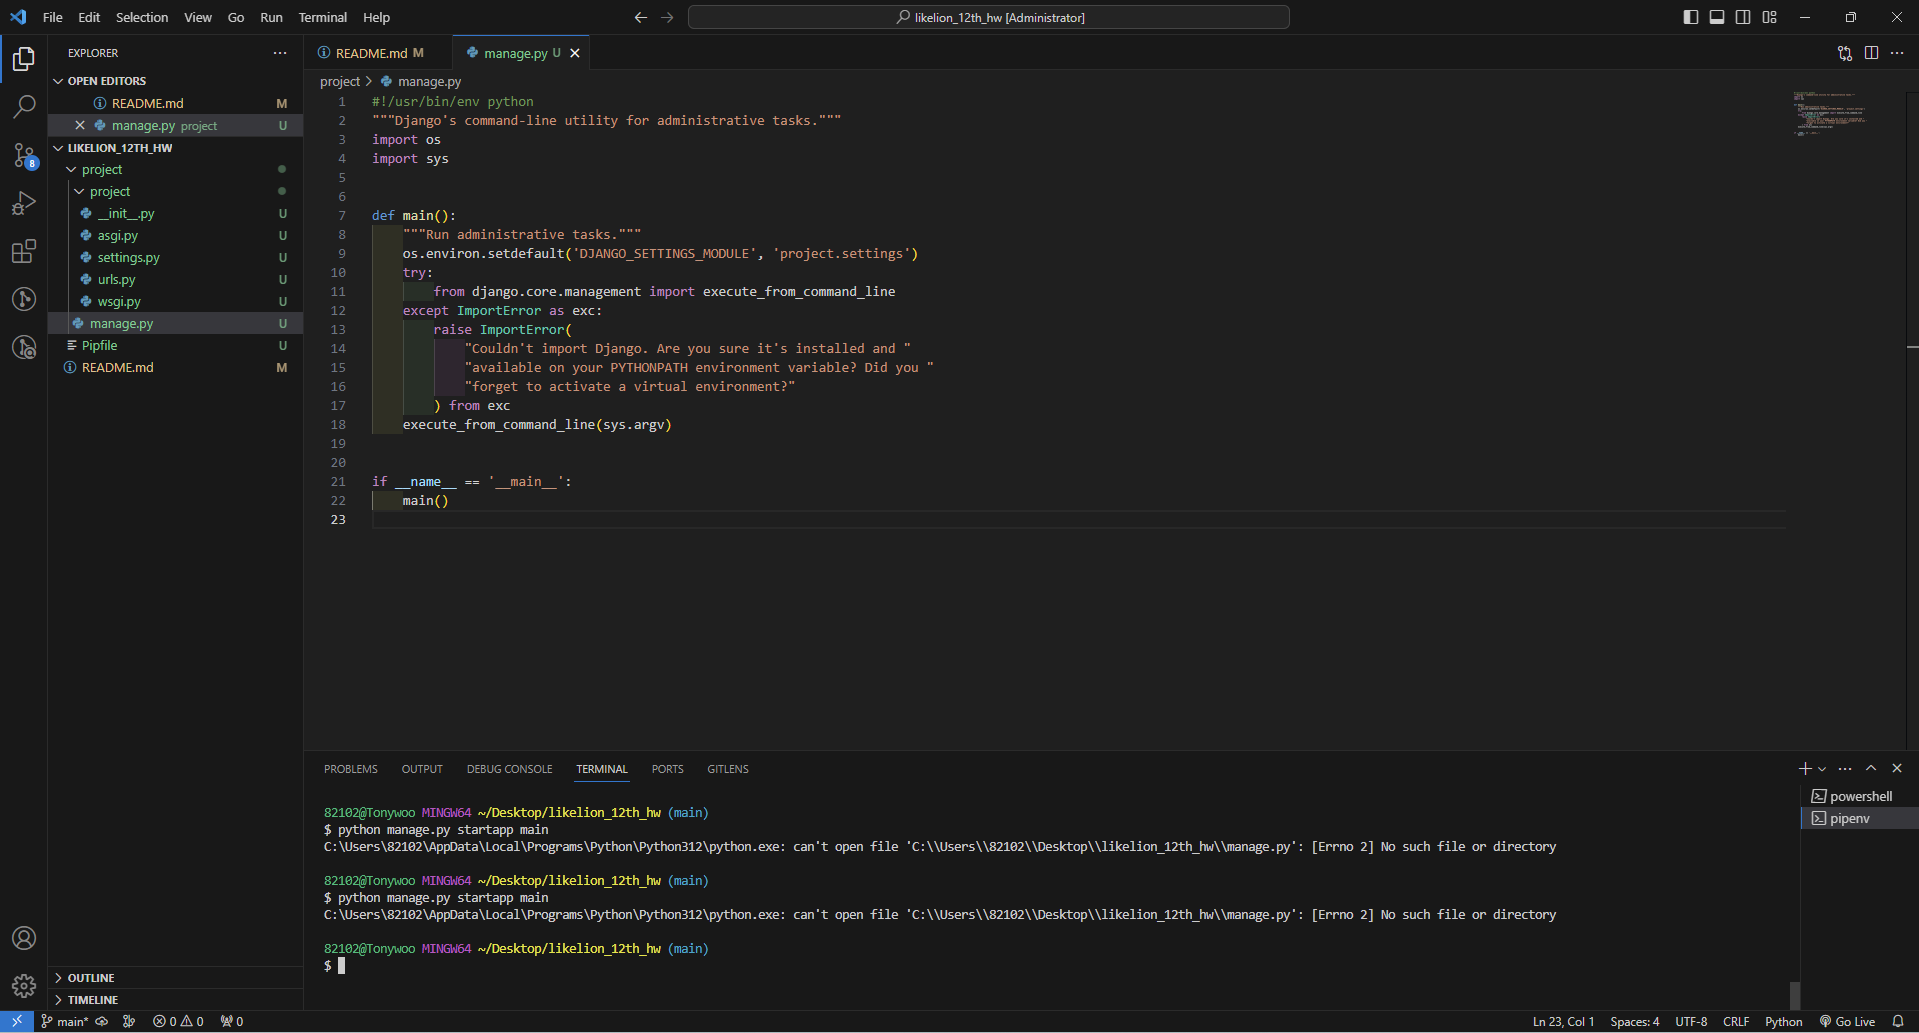 File Edit Selection View Go Run Terminal Help
likelion_12th_hw [Administrator]
EXPLORER
OPEN EDITORS
README.md M
manage.py project U
LIKELION_12TH_HW
project
project
__init__.py U
asgi.py U
settings.py U
urls.py U
wsgi.py U
manage.py U
Pipfile U
README.md M
OUTLINE
TIMELINE
8
README.md M
manage.py U
project > manage.py
1 #!/usr/bin/env python
2 """Django's command-line utility for administrative tasks."""
3 import os
4 import sys
5
6
7 def main():
8 """Run administrative tasks."""
9 os.environ.setdefault('DJANGO_SETTINGS_MODULE', 'project.settings')
10 try:
11 from django.core.management import execute_from_command_line
12 except ImportError as exc:
13 raise ImportError(
14 "Couldn't import Django. Are you sure it's installed and "
15 "available on your PYTHONPATH environment variable? Did you "
16 "forget to activate a virtual environment?"
17 ) from exc
18 execute_from_command_line(sys.argv)
19
20
21 if __name__ == '__main__':
22 main()
23
PROBLEMS OUTPUT DEBUG CONSOLE TERMINAL PORTS GITLENS
82102@Tonywoo MINGW64 ~/Desktop/likelion_12th_hw (main)
$ python manage.py startapp main
C:\Users\82102\AppData\Local\Programs\Python\Python312\python.exe: can't open file 'C:\\Users\\82102\\Desktop\\likelion_12th_hw\\manage.py': [Errno 2] No such file or directory
82102@Tonywoo MINGW64 ~/Desktop/likelion_12th_hw (main)
$ python manage.py startapp main
C:\Users\82102\AppData\Local\Programs\Python\Python312\python.exe: can't open file 'C:\\Users\\82102\\Desktop\\likelion_12th_hw\\manage.py': [Errno 2] No such file or directory
82102@Tonywoo MINGW64 ~/Desktop/likelion_12th_hw (main)
$
powershell
pipenv
main* 0 0 0
Ln 23, Col 1 Spaces: 4 UTF-8 CRLF Python Go Live